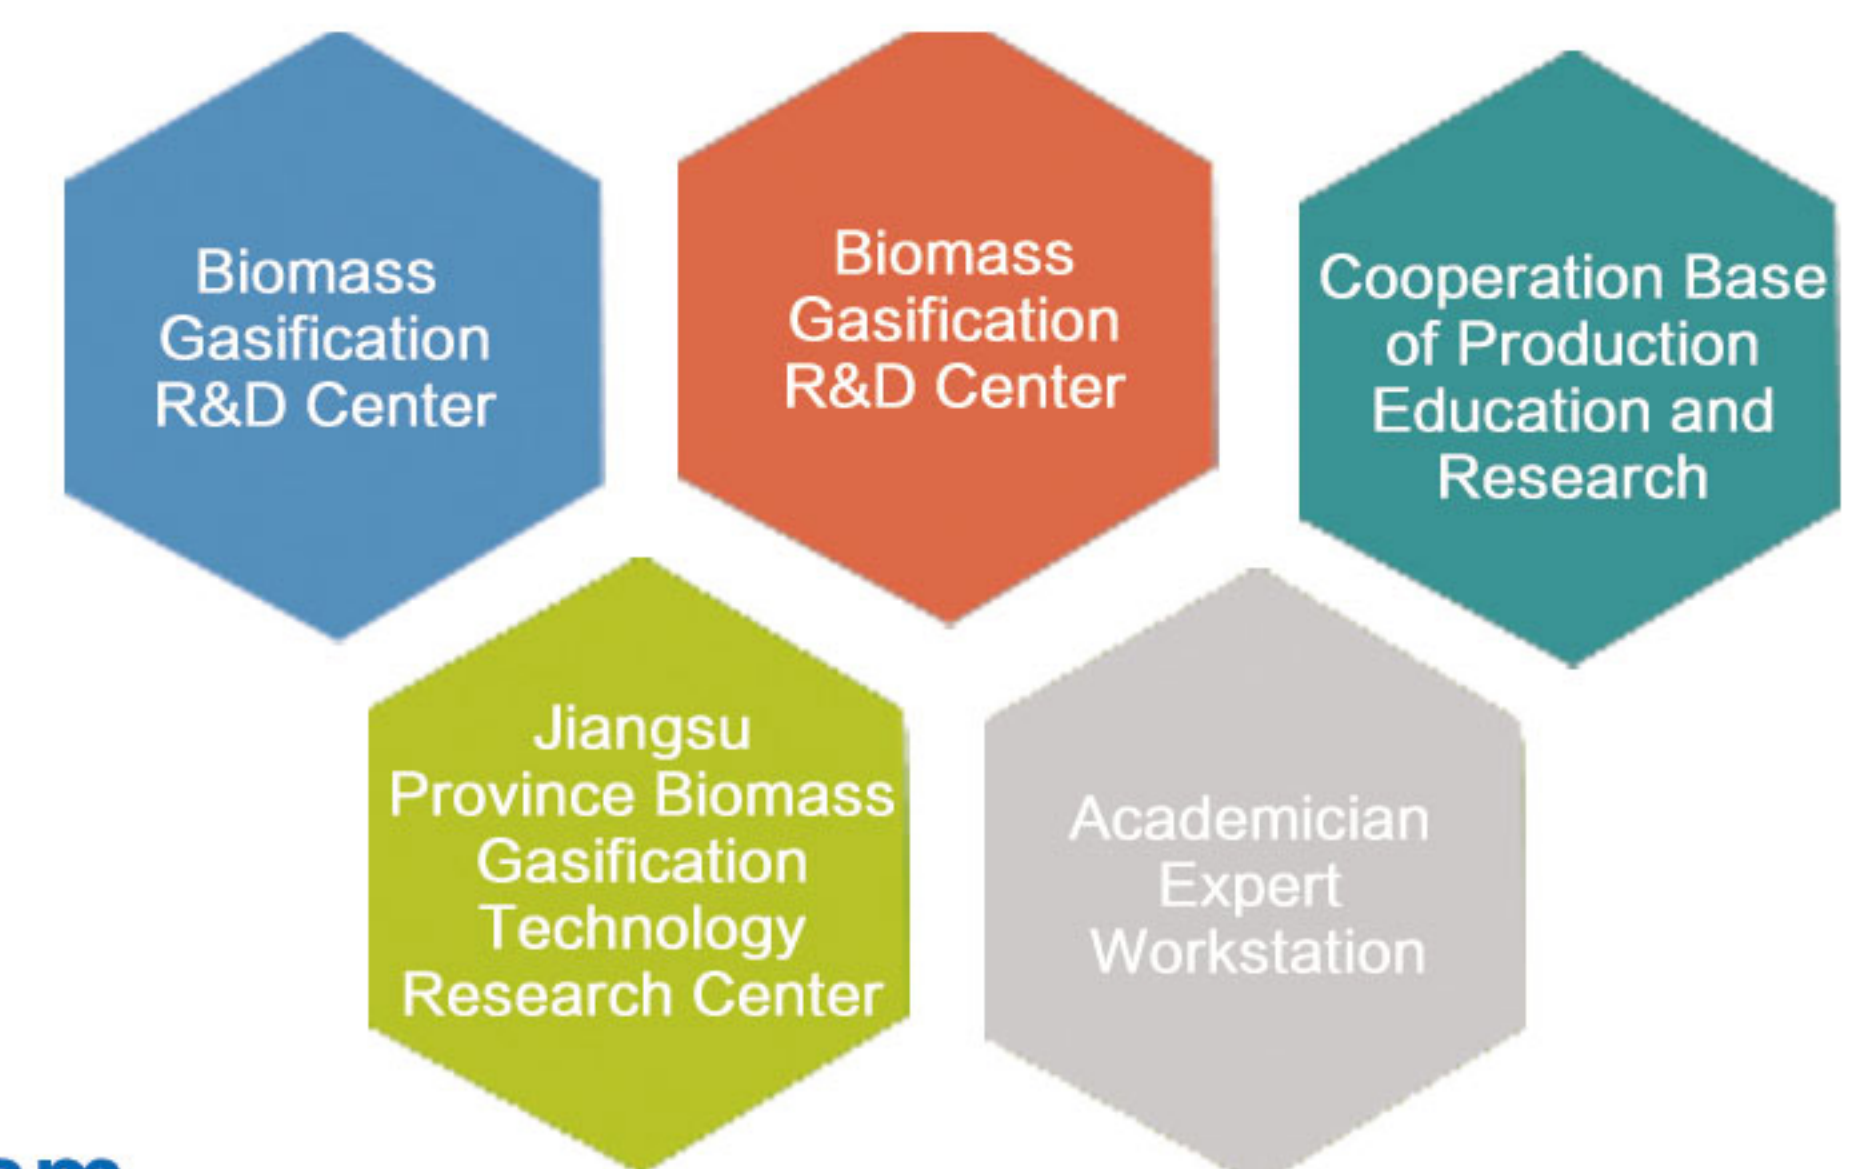 Biomass
Gasification
R&D Center
Biomass
Gasification
R&D Center
Cooperation Base
of Production
Education and
Research
Jiangsu
Province Biomass
Gasification
Technology
Research Center
Academician
Expert
Workstation